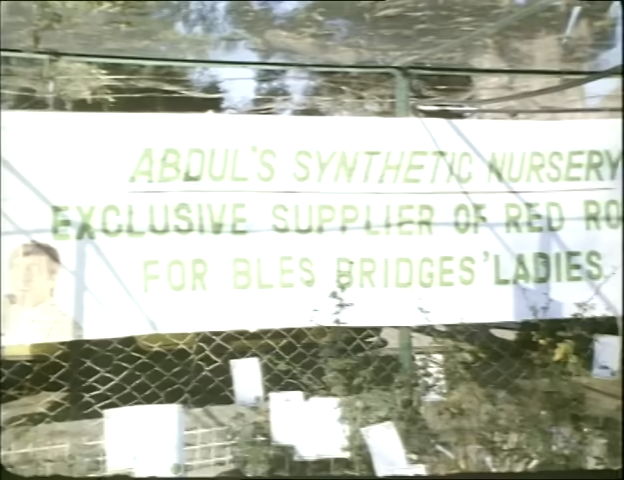 ABDUL'S SYNTHETIC NURSERY
EXCLUSIVE SUPPLIER OF RED RO
FOR BLES BRIDGES' LADIES